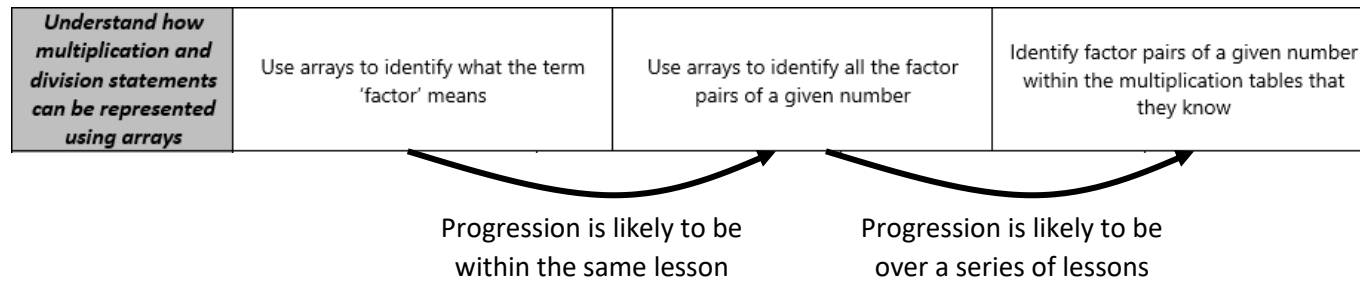 Understand how
multiplication and
division statements
can be represented
using arrays
Use arrays to identify what the term
'factor' means
Use arrays to identify all the factor
pairs of a given number
Identify factor pairs of a given number
within the multiplication tables that
they know
Progression is likely to be
within the same lesson
Progression is likely to be
over a series of lessons